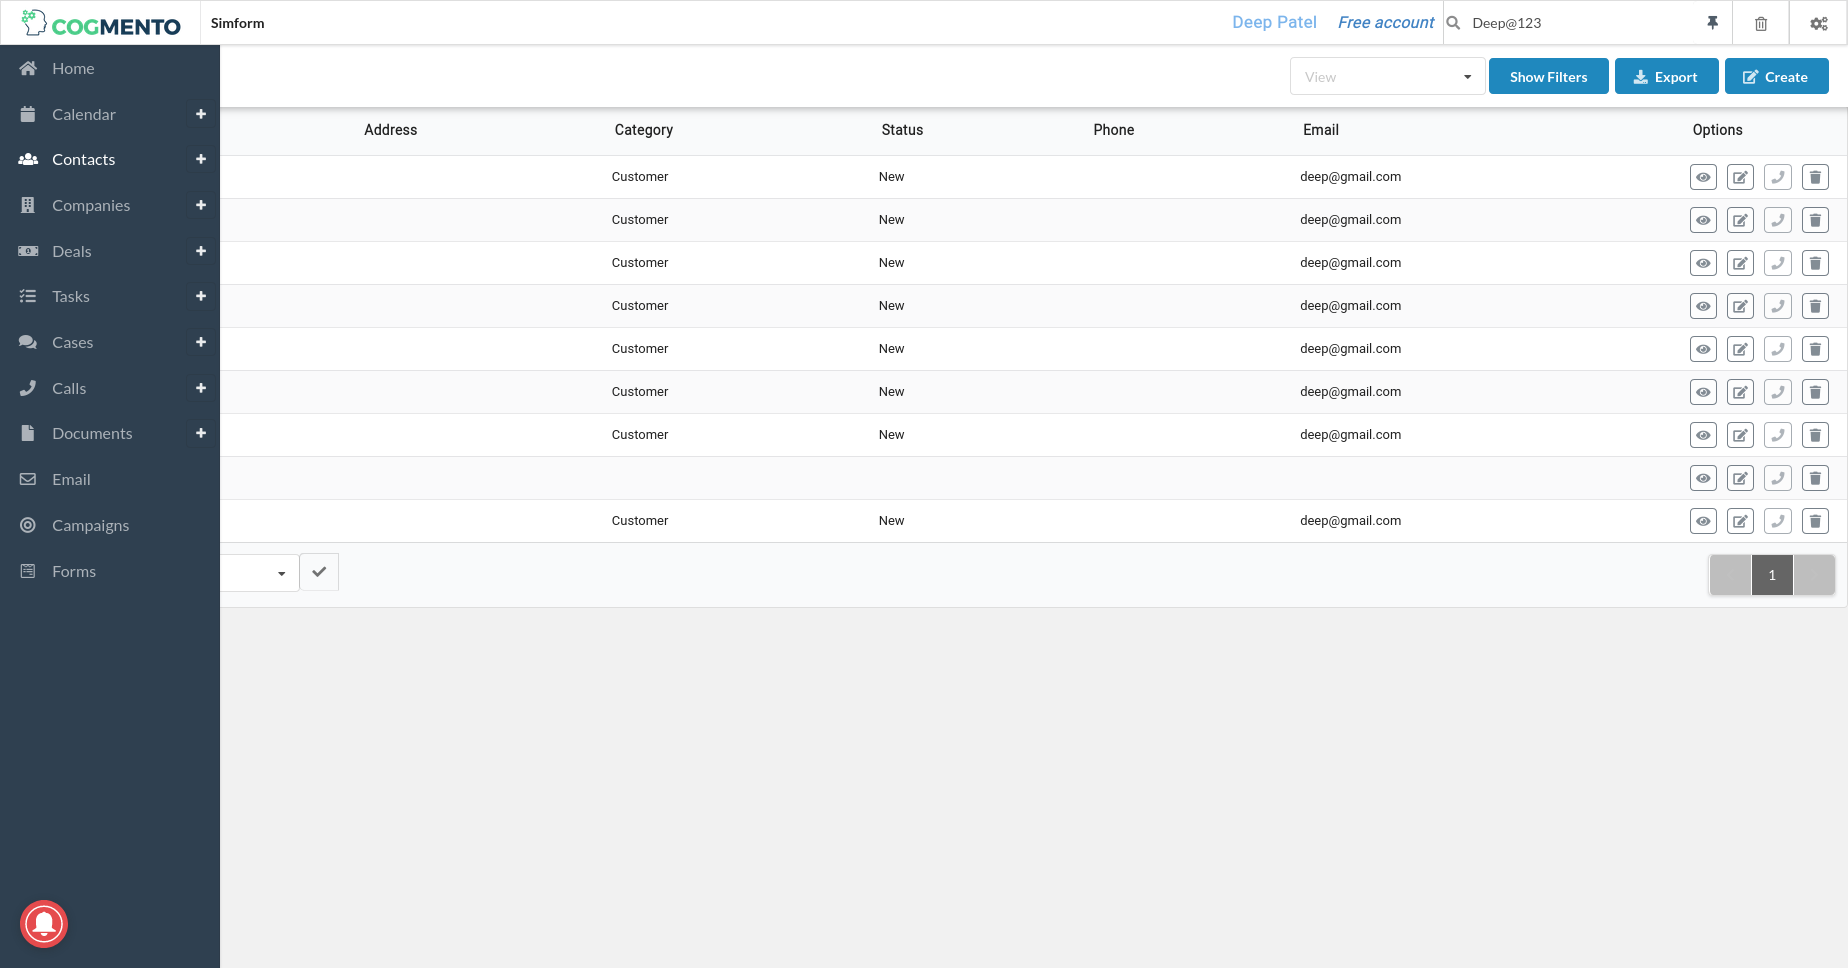 COGMENTO Simform Deep Patel Free account Deep@123
Home
View Show Filters Export Create
Calendar
Address Category Status Phone Email Options
Contacts
Customer New deep@gmail.com
Companies
Customer New deep@gmail.com
Deals
Customer New deep@gmail.com
Tasks
Customer New deep@gmail.com
Cases
Customer New deep@gmail.com
Calls
Customer New deep@gmail.com
Documents
Customer New deep@gmail.com
Email
Campaigns
Customer New deep@gmail.com
Forms
1